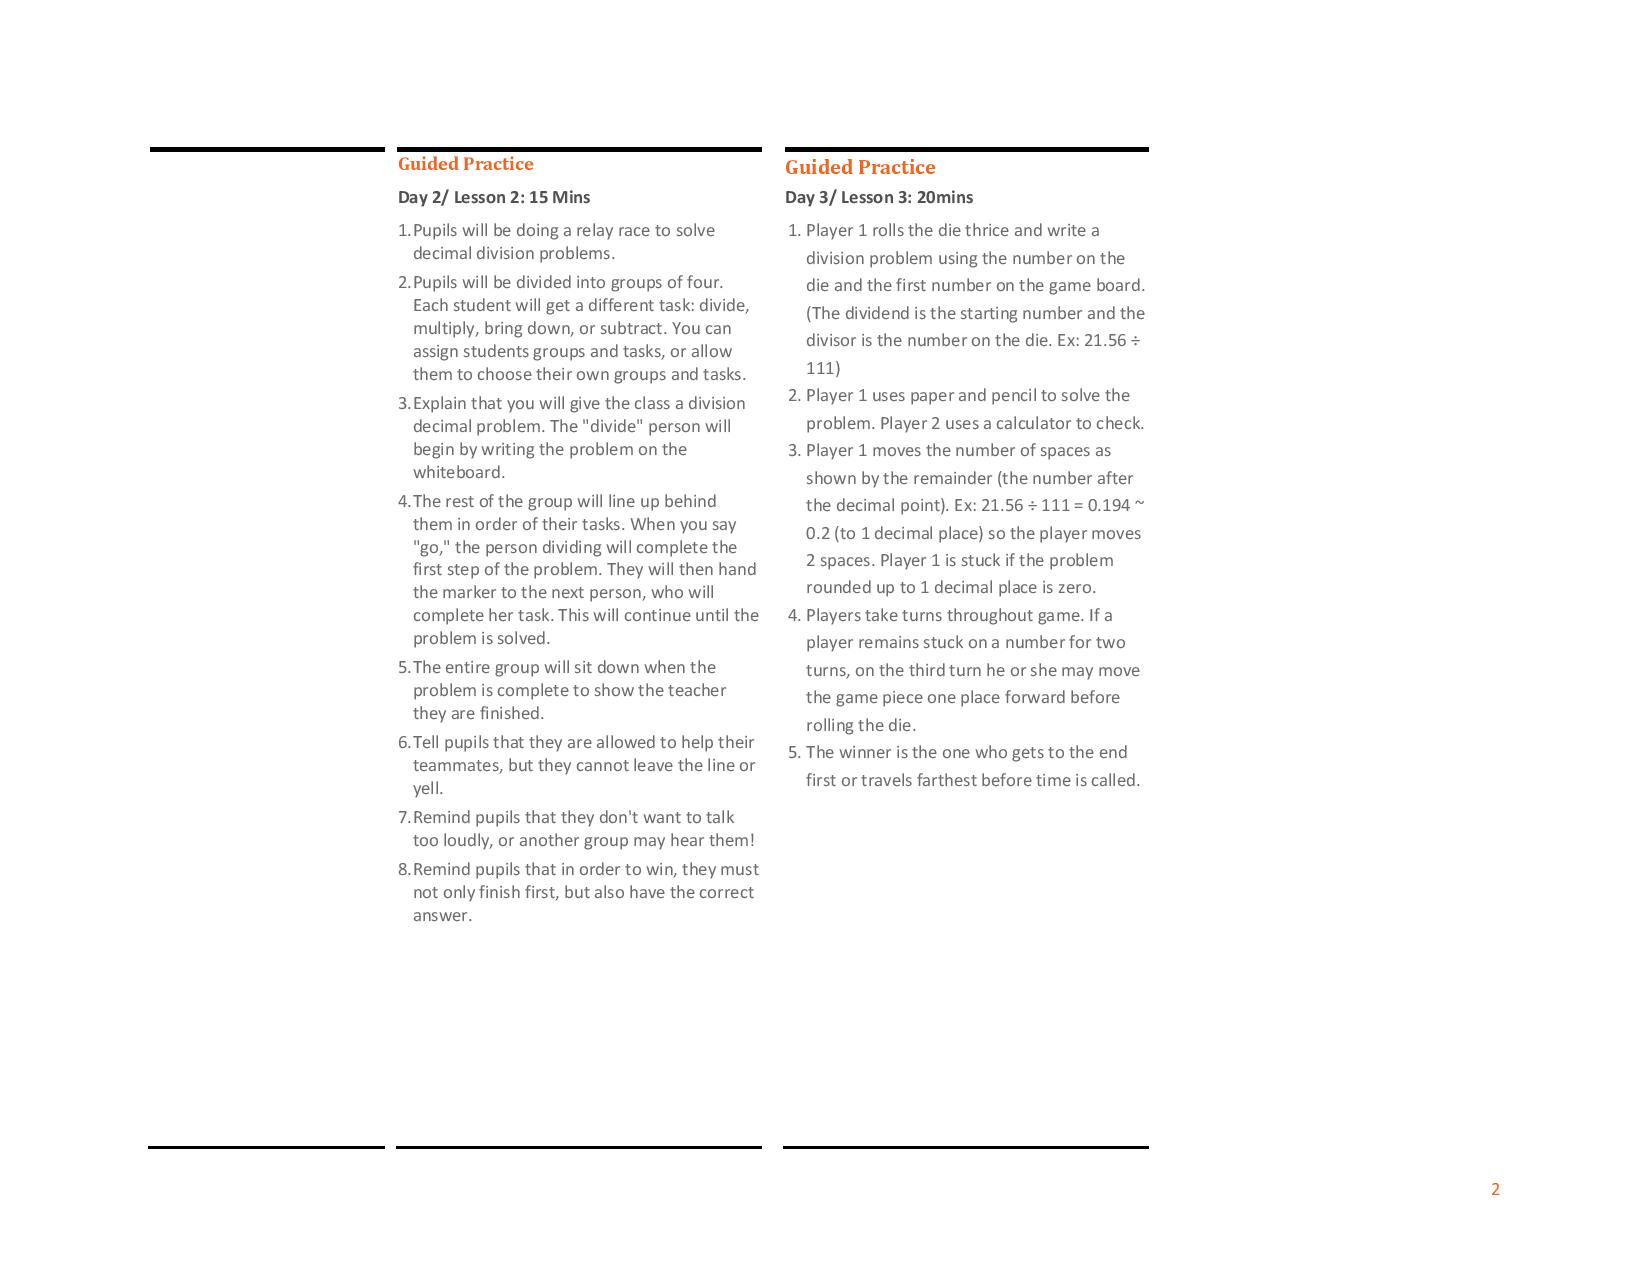 Guided Practice
Day 2/ Lesson 2: 15 Mins
1.Pupils will be doing a relay race to solve
decimal division problems.
2.Pupils will be divided into groups of four.
Each student will get a different task: divide,
multiply, bring down, or subtract. You can
assign students groups and tasks, or allow
them to choose their own groups and tasks.
3.Explain that you will give the class a division
decimal problem. The "divide" person will
begin by writing the problem on the
whiteboard.
4.The rest of the group will line up behind
them in order of their tasks. When you say
"go," the person dividing will complete the
first step of the problem. They will then hand
the marker to the next person, who will
complete her task. This will continue until the
problem is solved.
5.The entire group will sit down when the
problem is complete to show the teacher
they are finished.
6.Tell pupils that they are allowed to help their
teammates, but they cannot leave the line or
yell.
7.Remind pupils that they don't want to talk
too loudly, or another group may hear them!
8.Remind pupils that in order to win, they must
not only finish first, but also have the correct
answer.
Guided Practice
Day 3/ Lesson 3: 20mins
1. Player 1 rolls the die thrice and write a
division problem using the number on the
die and the first number on the game board.
(The dividend is the starting number and the
divisor is the number on the die. Ex: 21.56 ÷
111)
2. Player 1 uses paper and pencil to solve the
problem. Player 2 uses a calculator to check.
3. Player 1 moves the number of spaces as
shown by the remainder (the number after
the decimal point). Ex: 21.56 ÷ 111 = 0.194 ~
0.2 (to 1 decimal place) so the player moves
2 spaces. Player 1 is stuck if the problem
rounded up to 1 decimal place is zero.
4. Players take turns throughout game. If a
player remains stuck on a number for two
turns, on the third turn he or she may move
the game piece one place forward before
rolling the die.
5. The winner is the one who gets to the end
first or travels farthest before time is called.
2